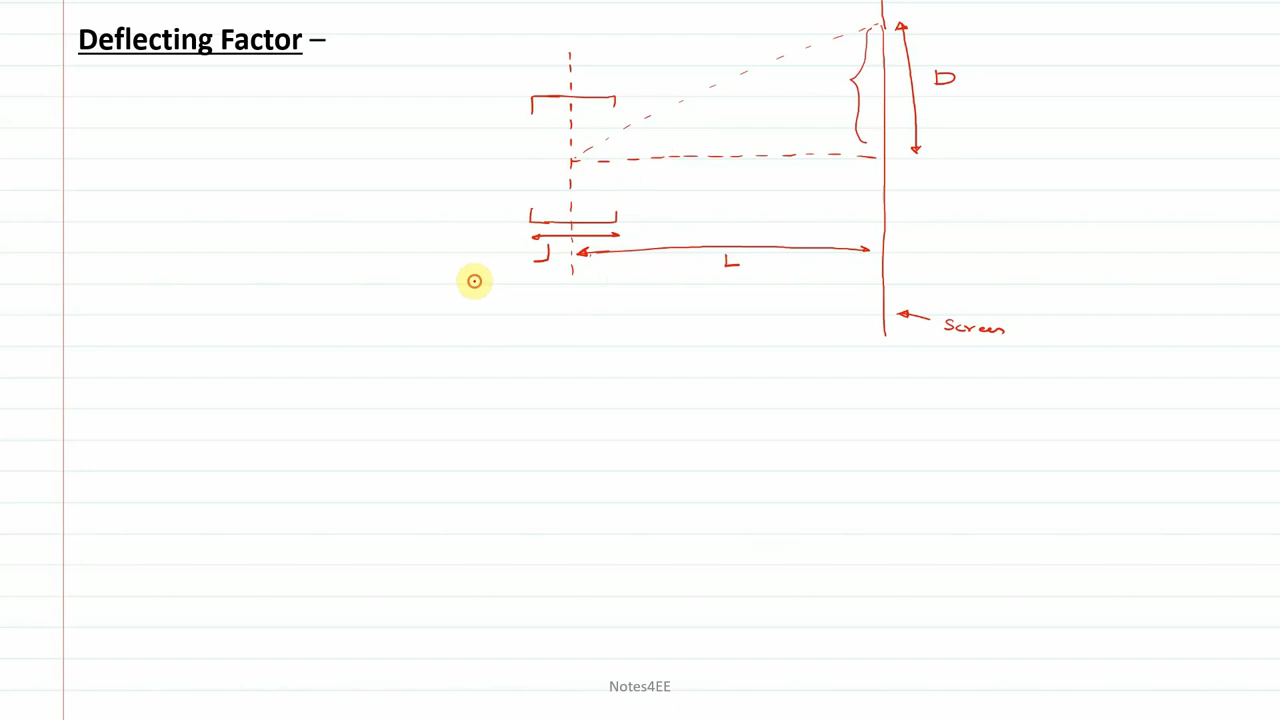 Deflecting Factor –
D
J
L
Screen
Notes4EE